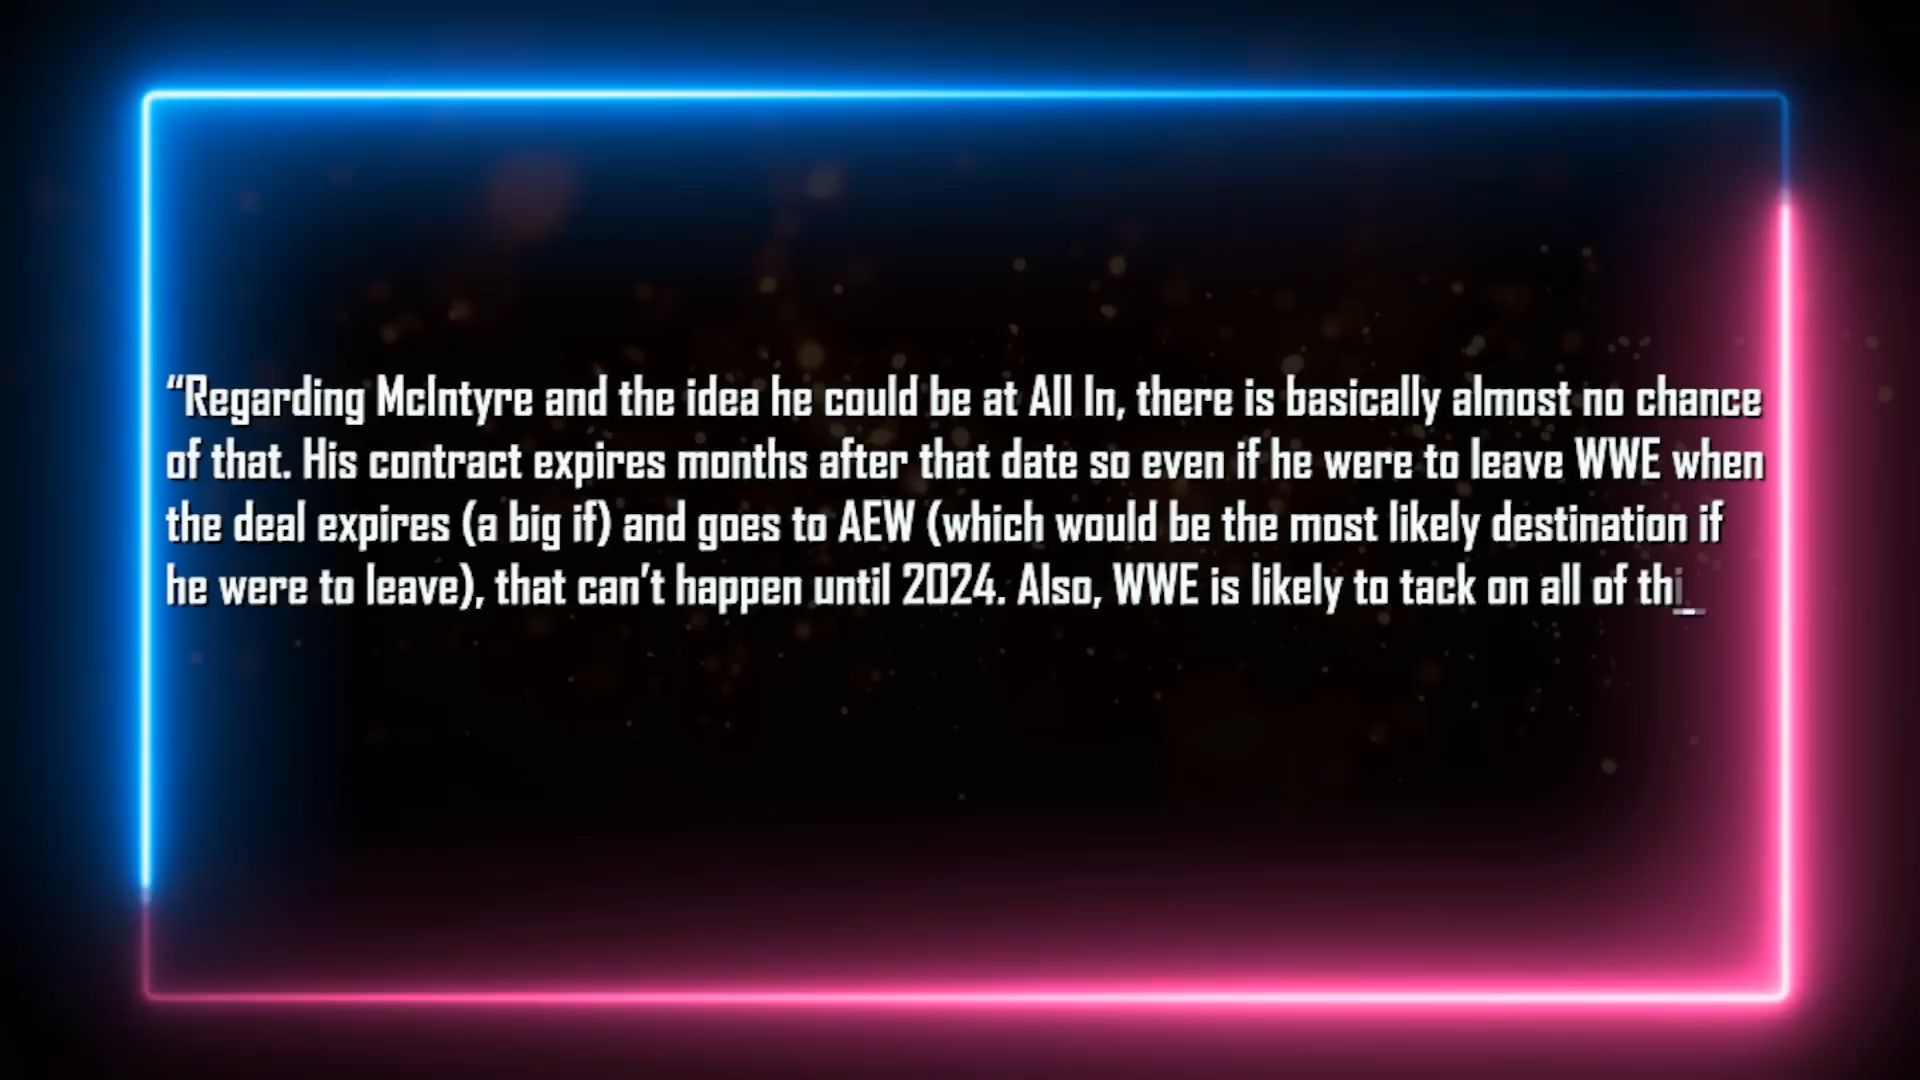 “Regarding McIntyre and the idea he could be at All In, there is basically almost no chance
of that. His contract expires months after that date so even if he were to leave WWE when
the deal expires (a big if) and goes to AEW (which would be the most likely destination if
he were to leave), that can’t happen until 2024. Also, WWE is likely to tack on all of thi_